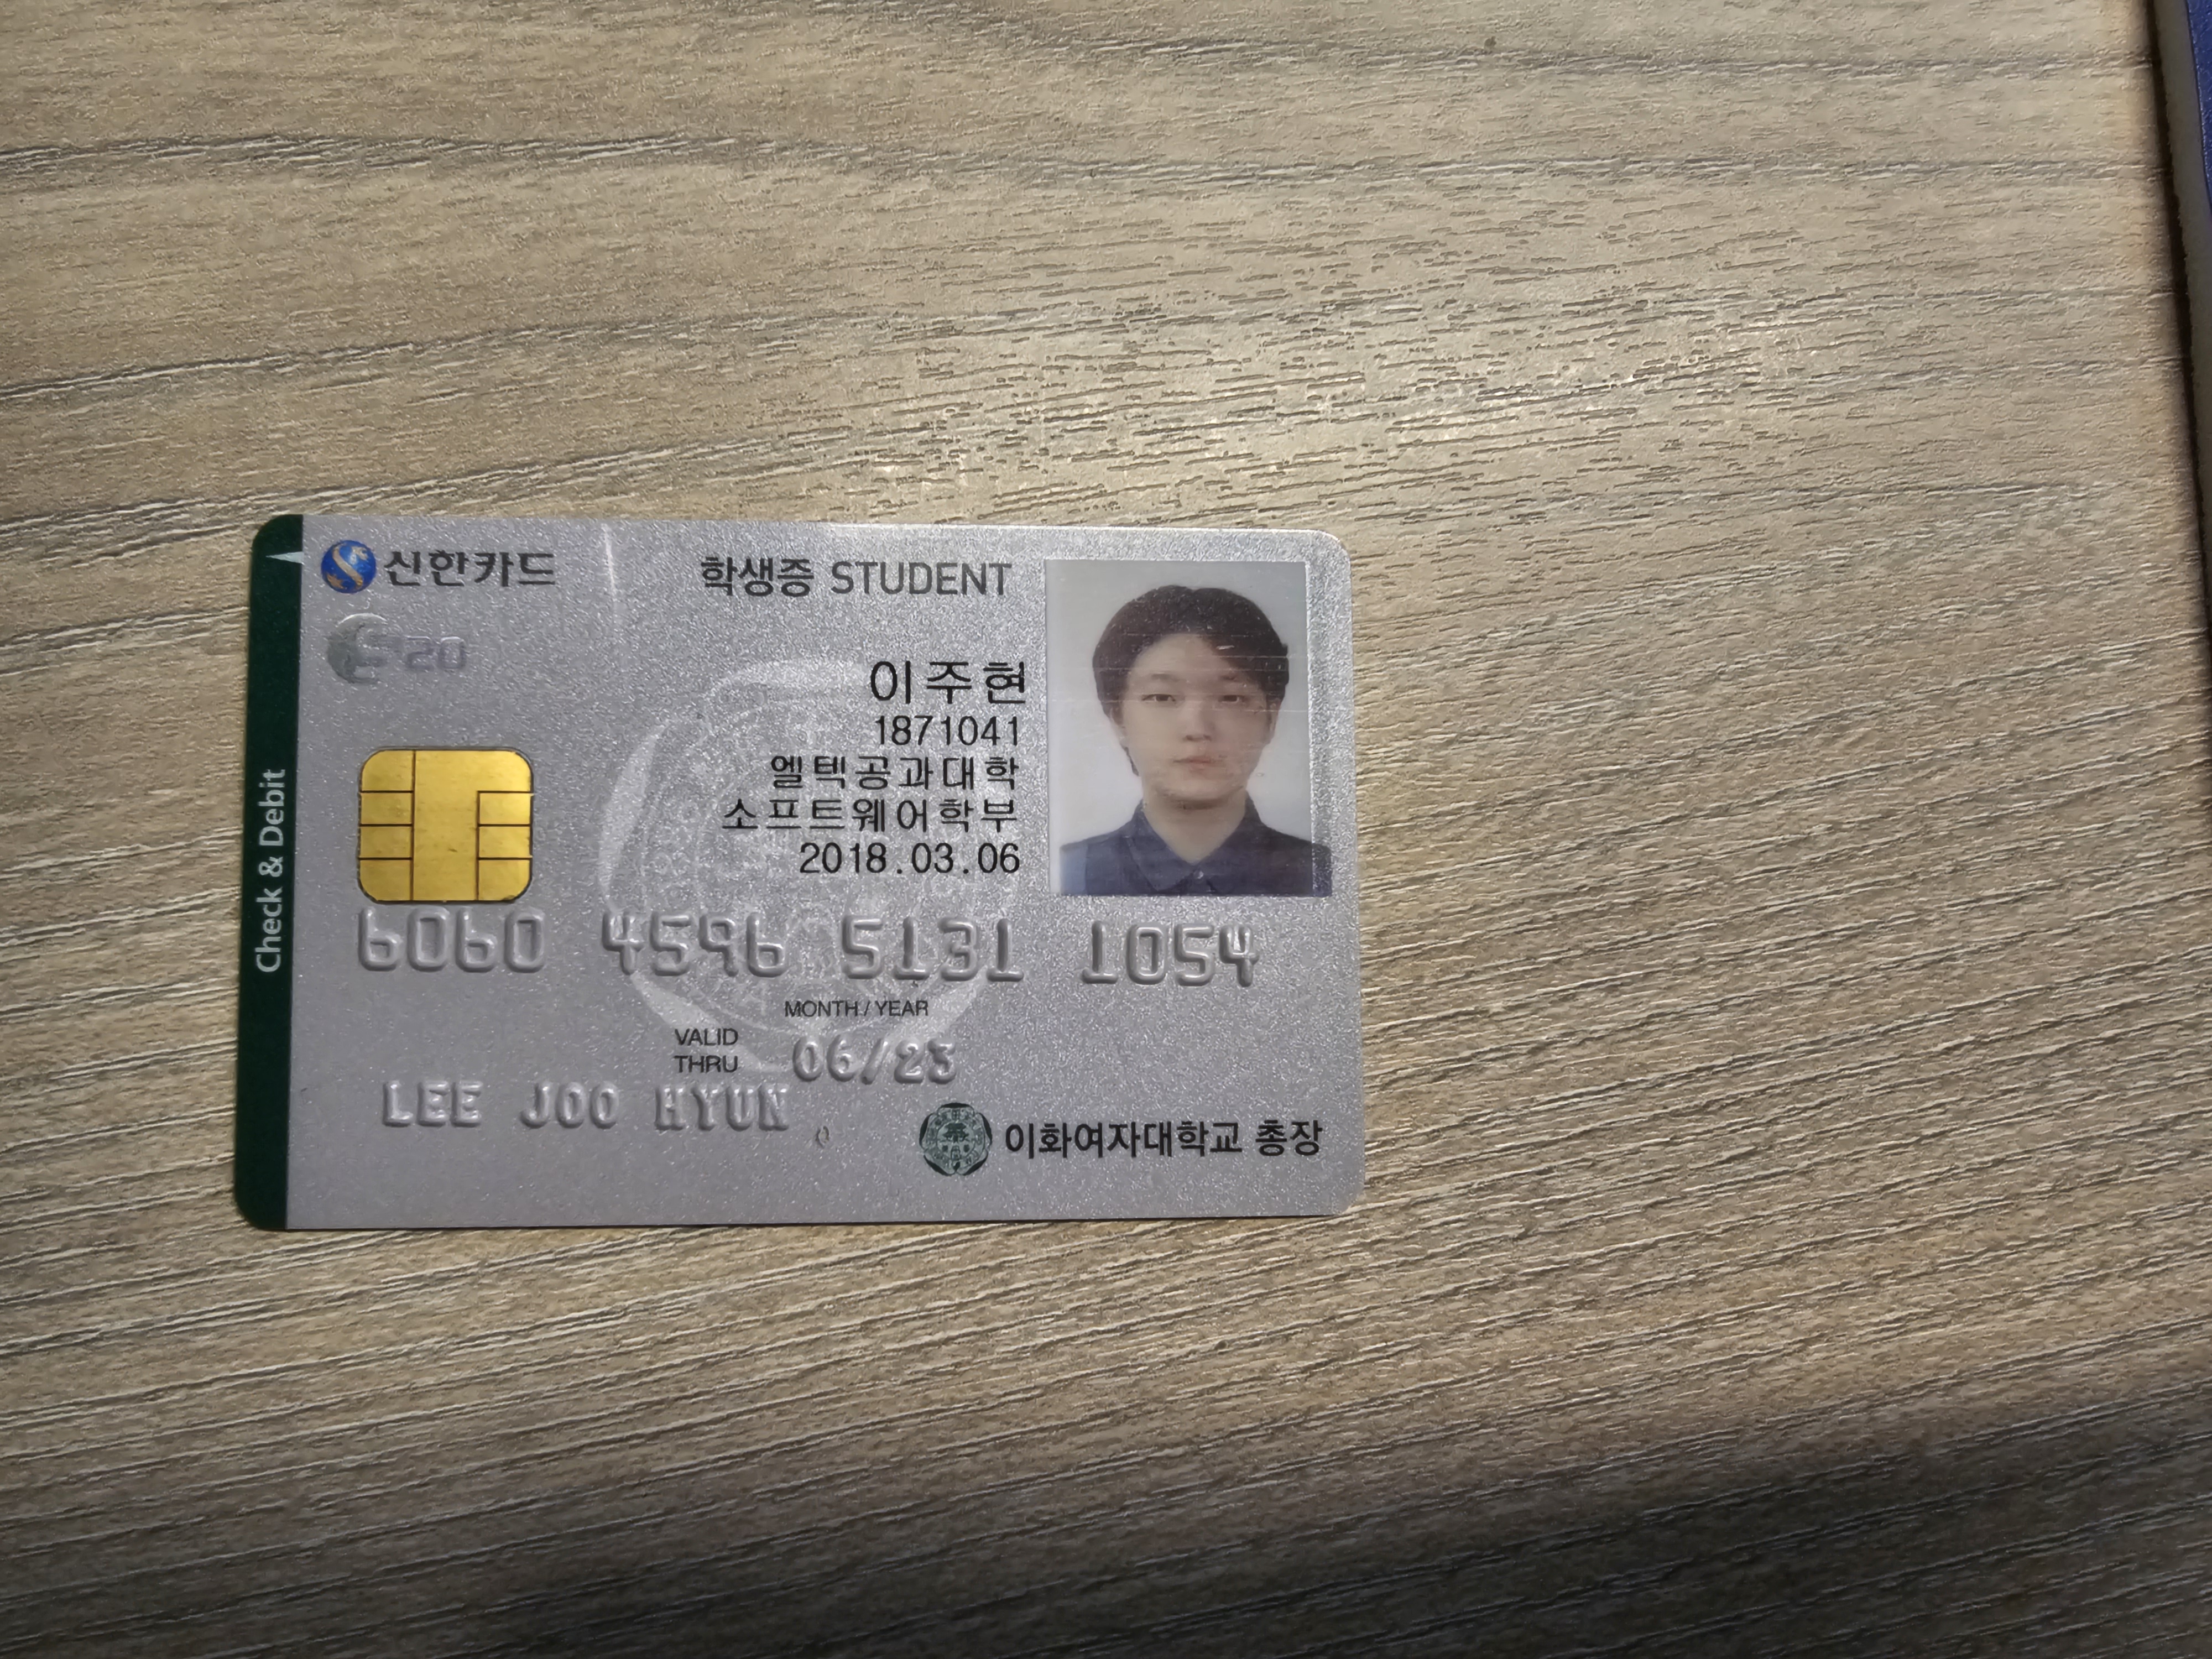 신한카드
학생증 STUDENT
S20
이주현
1871041
엘텍공과대학
소프트웨어학부
2018.03.06
Check & Debit
6060 4596 5131 1054
MONTH / YEAR
VALID
THRU
06/23
LEE JOO HYUN
이화여자대학교 총장